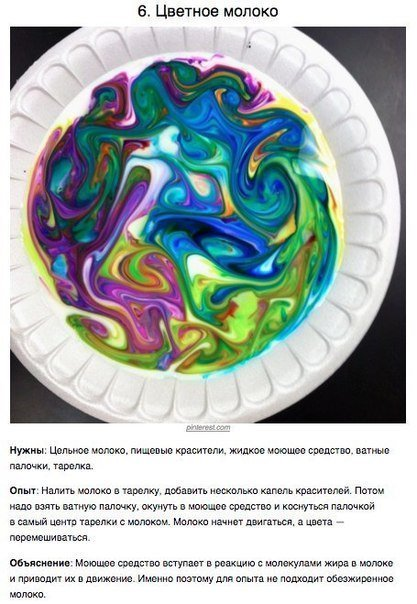 6. Цветное молоко
pinterest.com
Нужны: Цельное молоко, пищевые красители, жидкое моющее средство, ватные
палочки, тарелка.
Опыт: Налить молоко в тарелку, добавить несколько капель красителей. Потом
надо взять ватную палочку, окунуть в моющее средство и коснуться палочкой
в самый центр тарелки с молоком. Молоко начнет двигаться, а цвета —
перемешиваться.
Объяснение: Моющее средство вступает в реакцию с молекулами жира в молоке
и приводит их в движение. Именно поэтому для опыта не подходит обезжиренное
молоко.